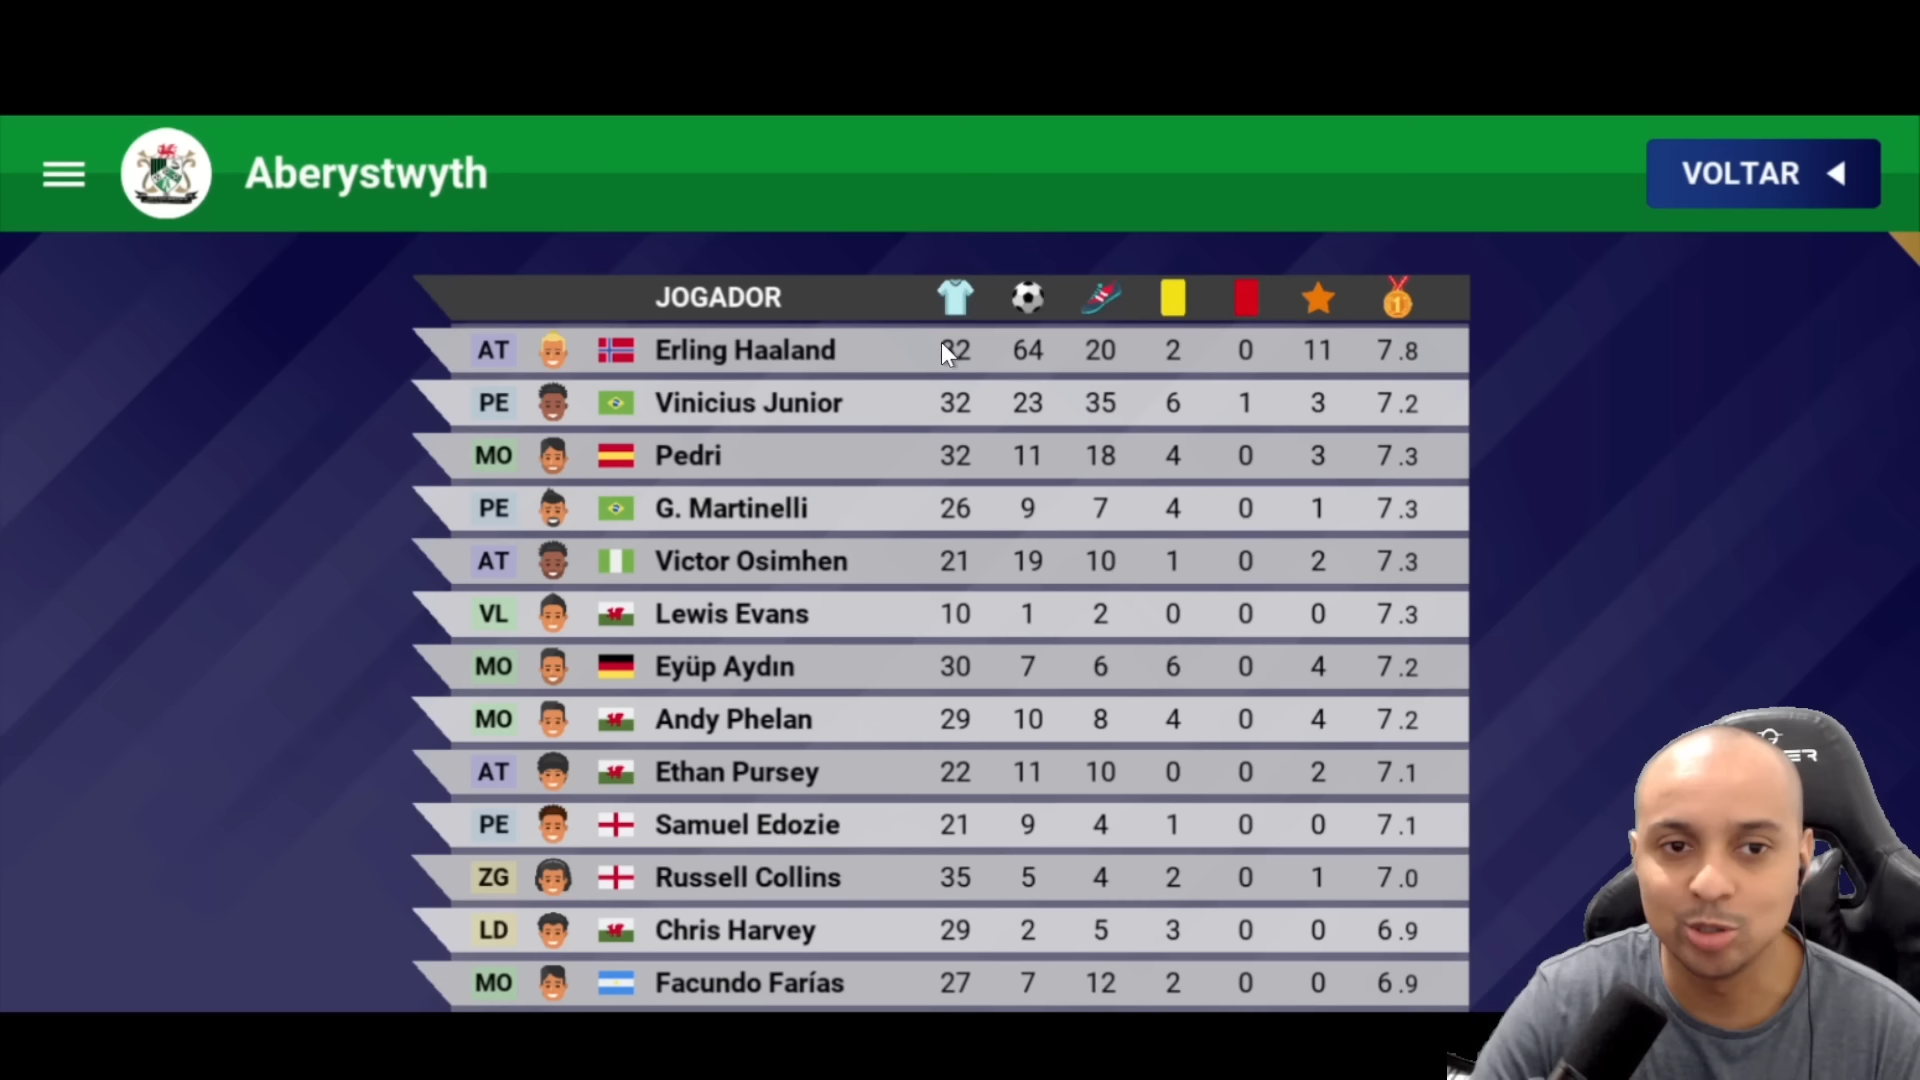 Aberystwyth
VOLTAR
JOGADOR
1
AT Erling Haaland 32 64 20 2 0 11 7.8
PE Vinicius Junior 32 23 35 6 1 3 7.2
MO Pedri 32 11 18 4 0 3 7.3
PE G. Martinelli 26 9 7 4 0 1 7.3
AT Victor Osimhen 21 19 10 1 0 2 7.3
VL Lewis Evans 10 1 2 0 0 0 7.3
MO Eyüp Aydın 30 7 6 6 0 4 7.2
MO Andy Phelan 29 10 8 4 0 4 7.2
AT Ethan Pursey 22 11 10 0 0 2 7.1
PE Samuel Edozie 21 9 4 1 0 0 7.1
ZG Russell Collins 35 5 4 2 0 1 7.0
LD Chris Harvey 29 2 5 3 0 0 6.9
MO Facundo Farías 27 7 12 2 0 0 6.9